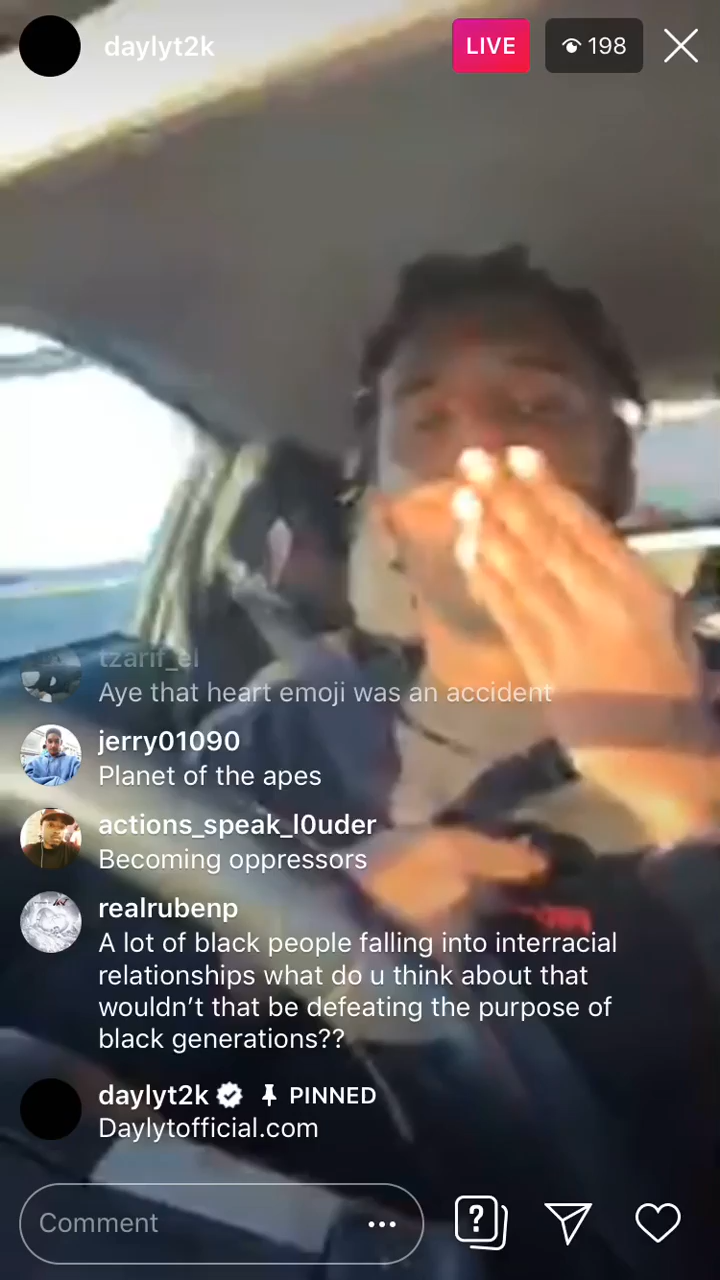 daylyt2k
LIVE
198
tzarif_el
Aye that heart emoji was an accident
jerry01090
Planet of the apes
actions_speak_l0uder
Becoming oppressors
realrubenp
A lot of black people falling into interracial
relationships what do u think about that
wouldn’t that be defeating the purpose of
black generations??
daylyt2k PINNED
Daylytofficial.com
Comment